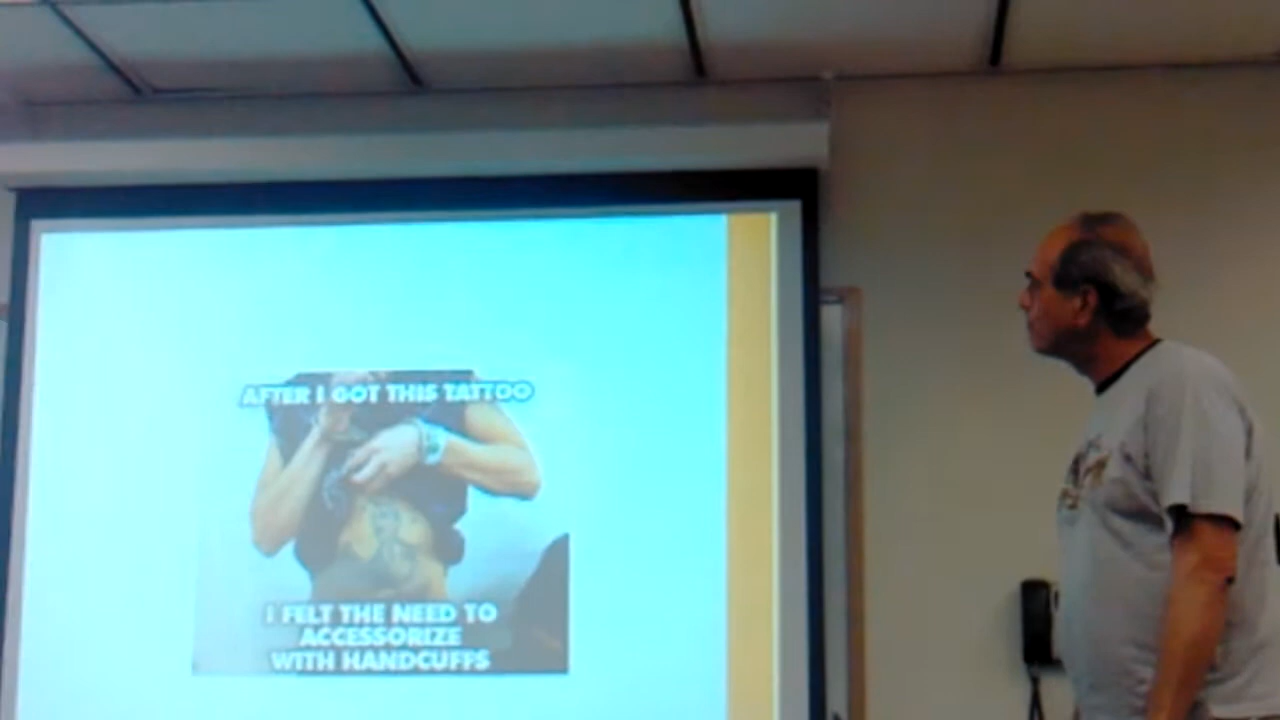 AFTER I GOT THIS TATTOO
I FELT THE NEED TO
ACCESSORIZE
WITH HANDCUFFS